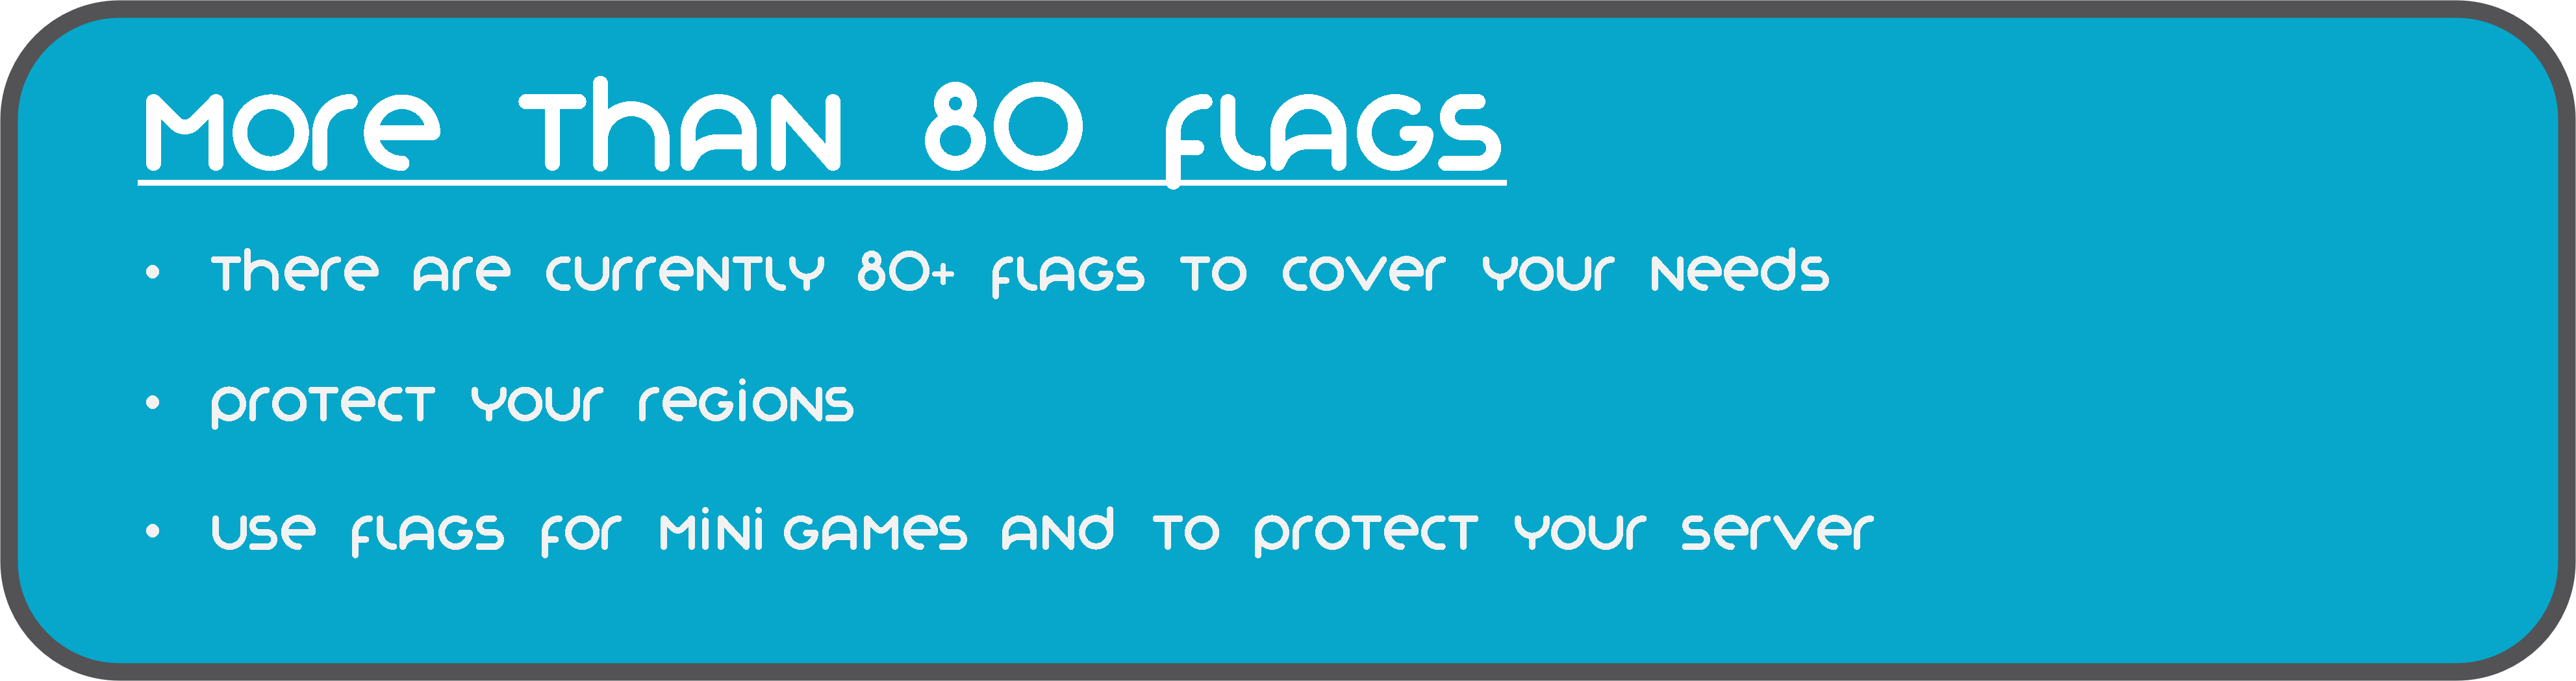 More than 80 flags
• There are currently 80+ flags to cover your needs
• Protect your regions
• Use flags for mini games and to protect your server